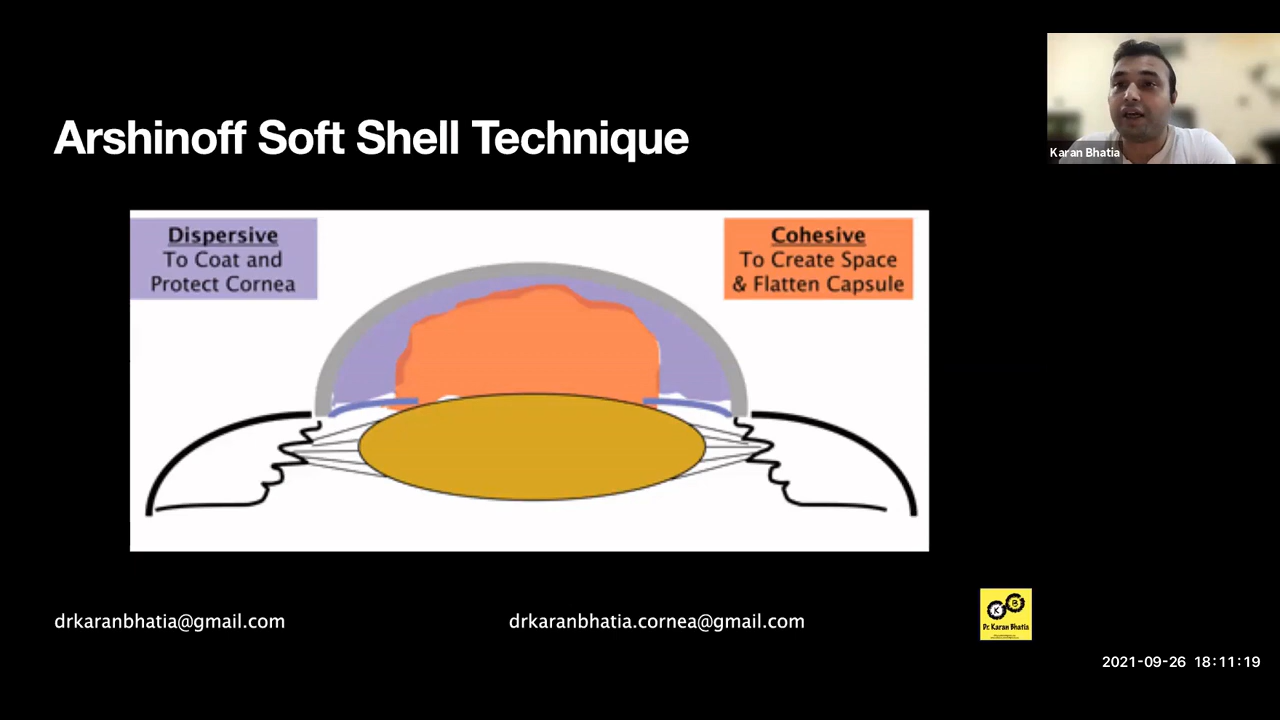 Arshinoff Soft Shell Technique
Karan Bhatia
Dispersive
To Coat and
Protect Cornea
Cohesive
To Create Space
& Flatten Capsule
drkaranbhatia@gmail.com
drkaranbhatia.cornea@gmail.com
K B
Dr. Karan Bhatia
2021-09-26 18:11:19